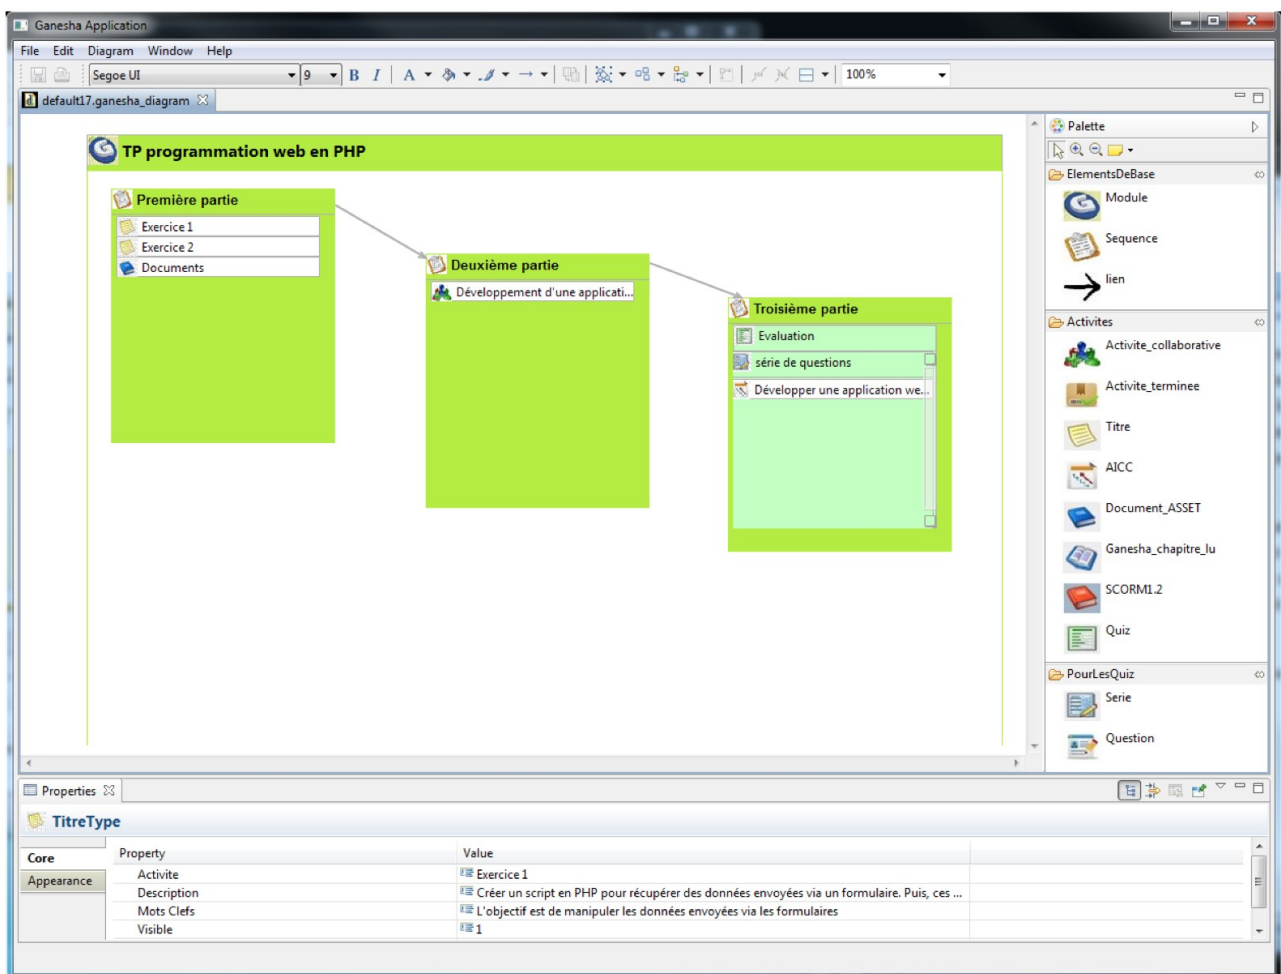 Ganesha Application
File Edit Diagram Window Help
Segoe UI 9 B I A 100%
default17.ganesha_diagram
TP programmation web en PHP
Première partie
Exercice 1
Exercice 2
Documents
Deuxième partie
Développement d'une applicati...
Troisième partie
Evaluation
série de questions
Développer une application we...
Palette
ElementsDeBase
Module
Sequence
lien
Activites
Activite_collaborative
Activite_terminee
Titre
AICC
Document_ASSET
Ganesha_chapitre_lu
SCORM1.2
Quiz
PourLesQuiz
Serie
Question
Properties
TitreType
Core
Appearance
Property Value
Activite Exercice 1
Description Créer un script en PHP pour récupérer des données envoyées via un formulaire. Puis, ces ...
Mots Clefs L'objectif est de manipuler les données envoyées via les formulaires
Visible 1